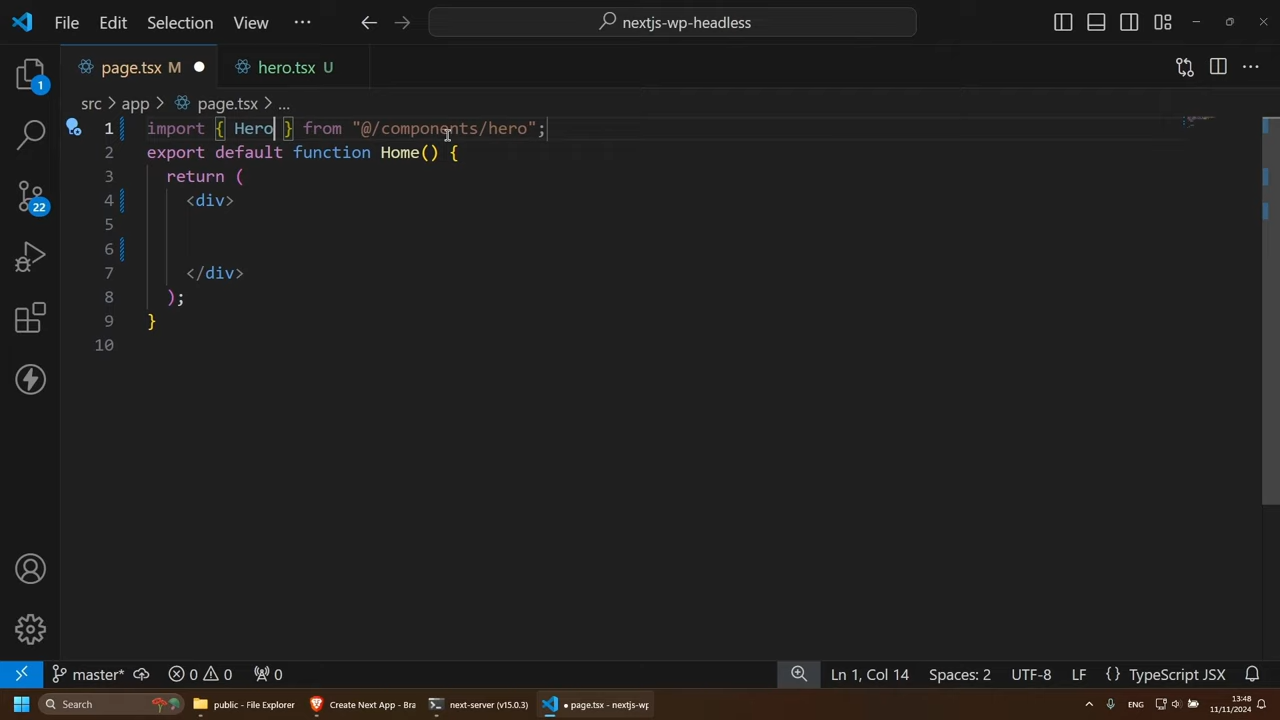 File Edit Selection View ··· nextjs-wp-headless
page.tsx M hero.tsx U
1
src > app > page.tsx > ...
1 import { Hero } from "@/components/hero";
2 export default function Home() {
3 return (
4 <div>
5
6
7 </div>
8 );
9 }
10
22
master* 0 0 0 Ln 1, Col 14 Spaces: 2 UTF-8 LF {} TypeScript JSX
Search public - File Explorer Create Next App - Bra next-server (v15.0.3) ● page.tsx - nextjs-wp ENG 13:48
11/11/2024